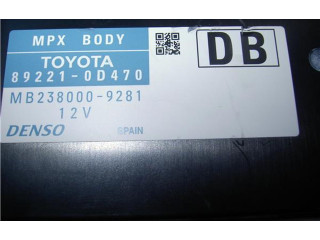 MPX BODY
DB
TOYOTA
89221-0D470
MB238000-9281
12V
DENSO
SPAIN